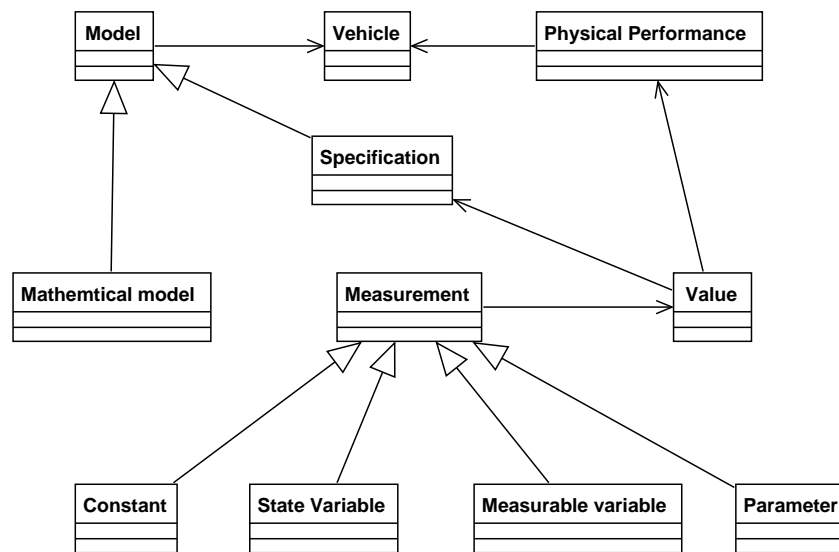 Model
Vehicle
Physical Performance
Specification
Mathemtical model
Measurement
Value
Constant
State Variable
Measurable variable
Parameter